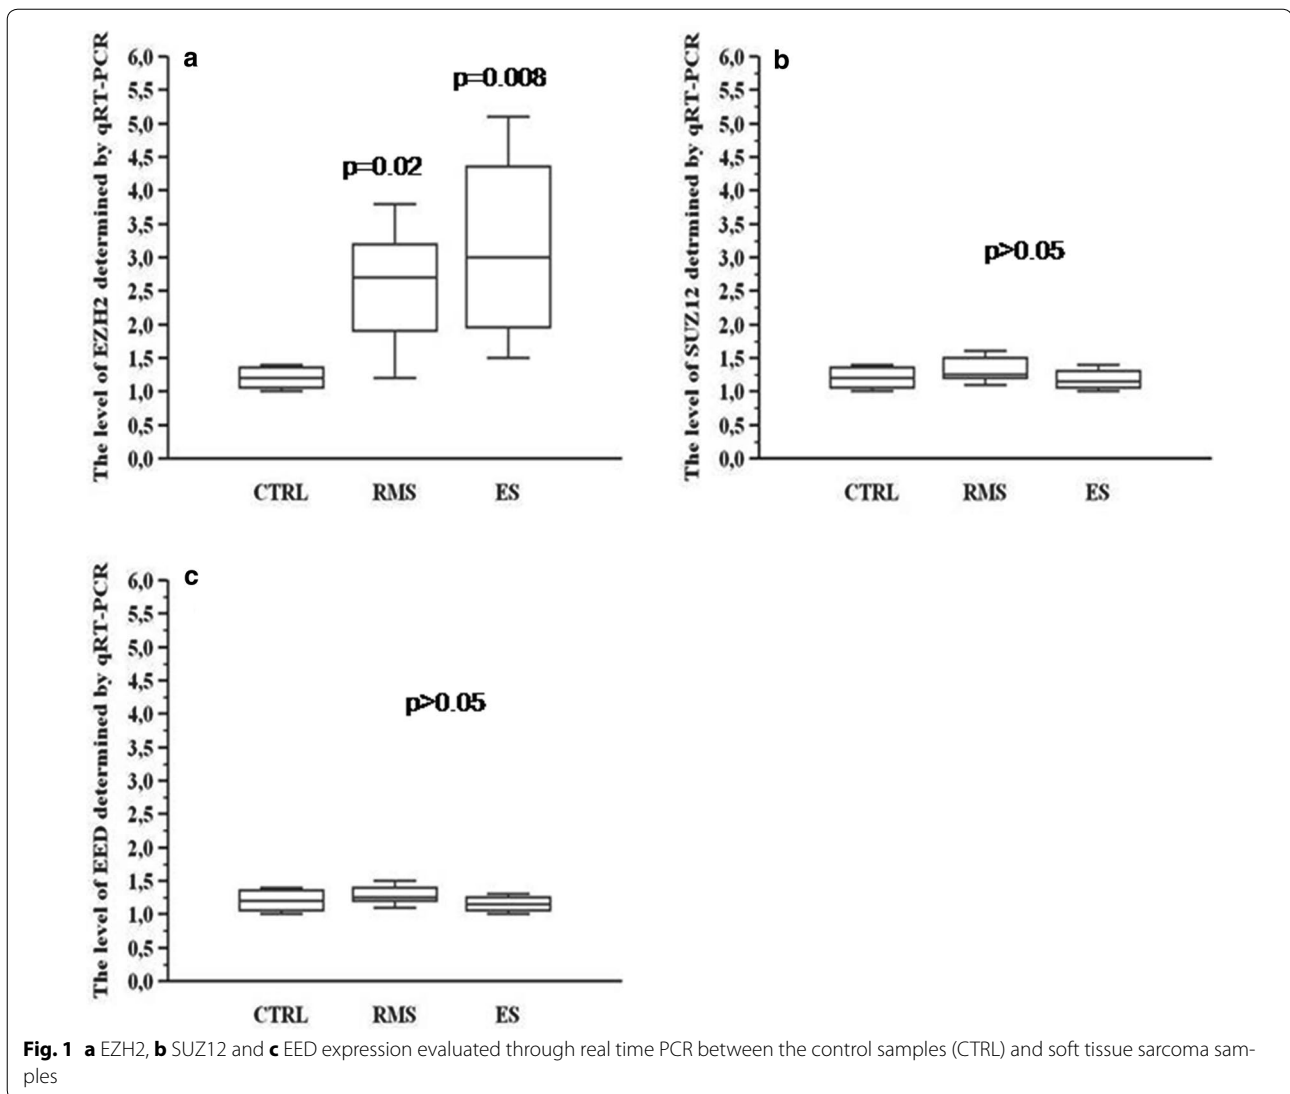 a
The level of EZH2 determined by qRT-PCR
6,0
5,5
5,0
4,5
4,0
3,5
3,0
2,5
2,0
1,5
1,0
0,5
0,0
p=0.02
p=0.008
CTRL RMS ES
b
The level of SUZ12 detrmined by qRT-PCR
6,0
5,5
5,0
4,5
4,0
3,5
3,0
2,5
2,0
1,5
1,0
0,5
0,0
p>0.05
CTRL RMS ES
c
The level of EED determined by qRT-PCR
6,0
5,5
5,0
4,5
4,0
3,5
3,0
2,5
2,0
1,5
1,0
0,5
0,0
p>0.05
CTRL RMS ES
Fig. 1 a EZH2, b SUZ12 and c EED expression evaluated through real time PCR between the control samples (CTRL) and soft tissue sarcoma sam-
ples